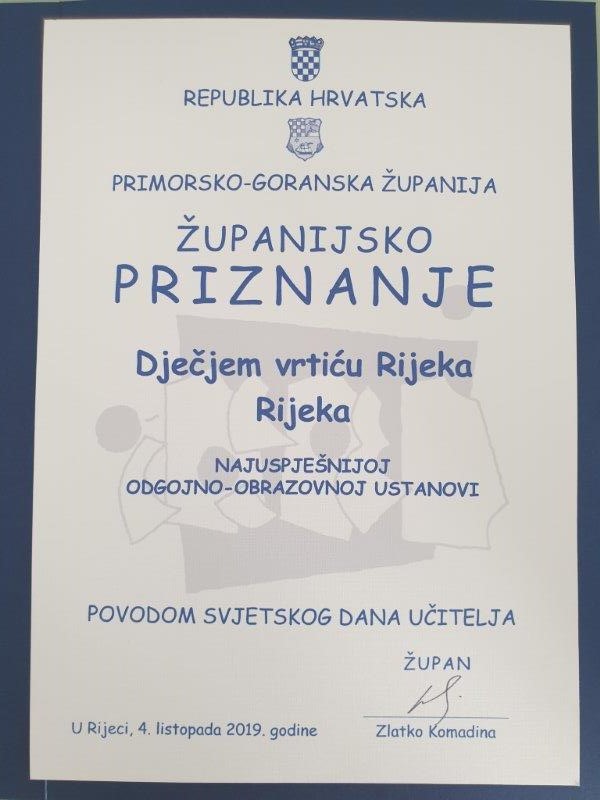 REPUBLIKA HRVATSKA
PRIMORSKO-GORANSKA ŽUPANIJA
ŽUPANIJSKO
PRIZNANJE
Dječjem vrtiću Rijeka
Rijeka
NAJUSPJEŠNIJOJ
ODGOJNO-OBRAZOVNOJ USTANOVI
POVODOM SVJETSKOG DANA UČITELJA
ŽUPAN
U Rijeci, 4. listopada 2019. godine
Zlatko Komadina